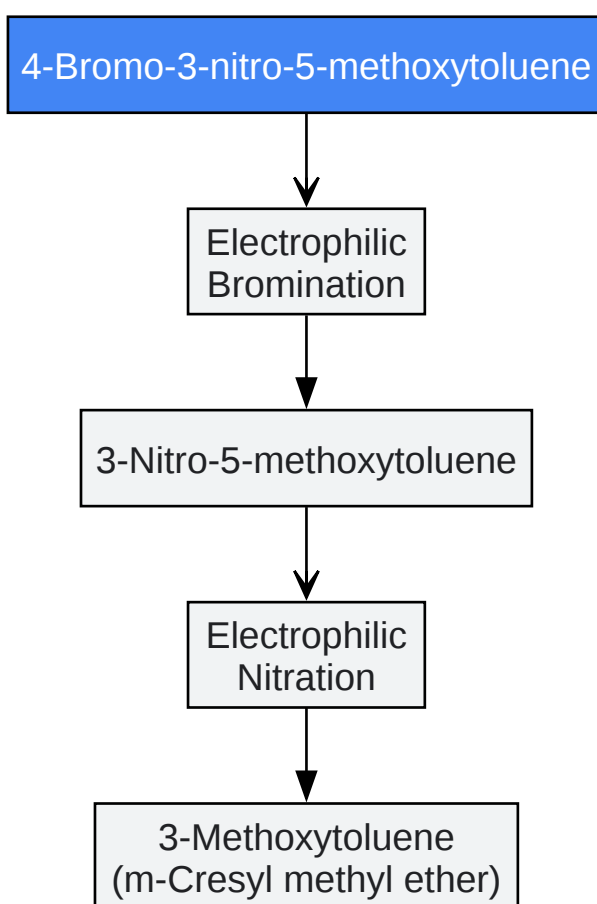 4-Bromo-3-nitro-5-methoxytoluene
Electrophilic
Bromination
3-Nitro-5-methoxytoluene
Electrophilic
Nitration
3-Methoxytoluene
(m-Cresyl methyl ether)